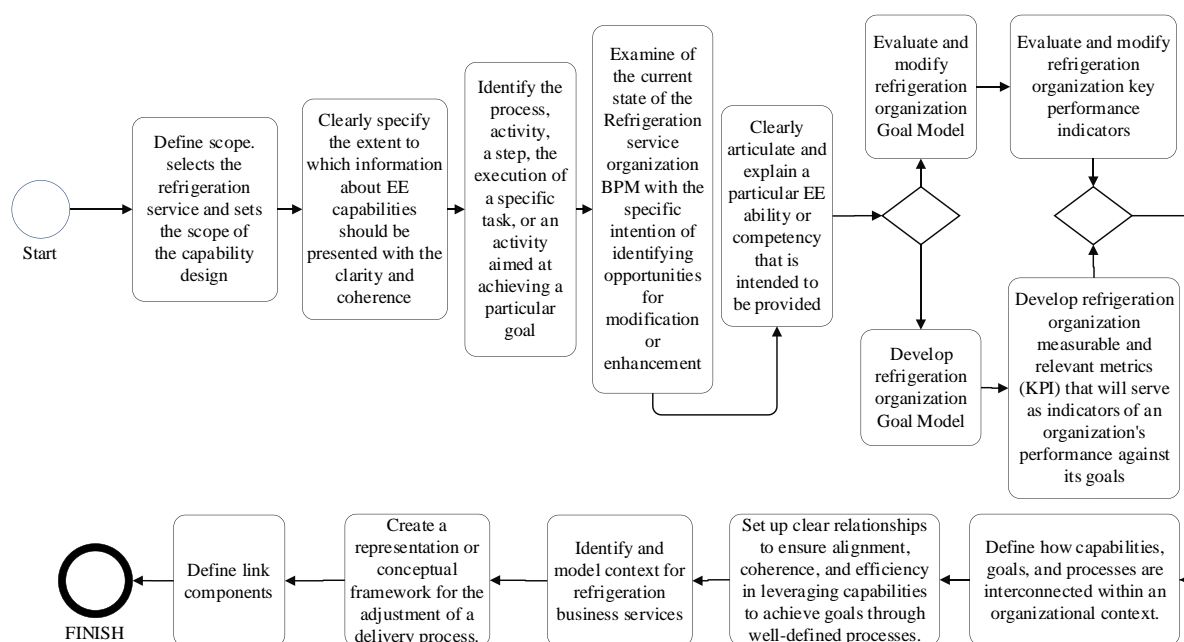 Start
Define scope.
selects the
refrigeration
service and sets
the scope of
the capability
design
Clearly specify
the extent to
which information
about EE
capabilities
should be
presented with the
clarity and
coherence
Identify the
process,
activity,
a step, the
execution of
a specific
task, or an
activity
aimed at
achieving a
particular
goal
Examine of
the current
state of the
Refrigeration
service
organization
BPM with the
specific
intention of
identifying
opportunities
for
modification
or
enhancement
Clearly
articulate and
explain a
particular EE
ability or
competency
that is
intended to
be provided
Evaluate and
modify
refrigeration
organization
Goal Model
Evaluate and modify
refrigeration
organization key
performance
indicators
Develop
refrigeration
organization
Goal Model
Develop refrigeration
organization
measurable and
relevant metrics
(KPI) that will serve
as indicators of an
organization's
performance against
its goals
Define how capabilities,
goals, and processes are
interconnected within an
organizational context.
Set up clear relationships
to ensure alignment,
coherence, and efficiency
in leveraging capabilities
to achieve goals through
well-defined processes.
Identify and
model context for
refrigeration
business services
Create a
representation or
conceptual
framework for the
adjustment of a
delivery process.
Define link
components
FINISH